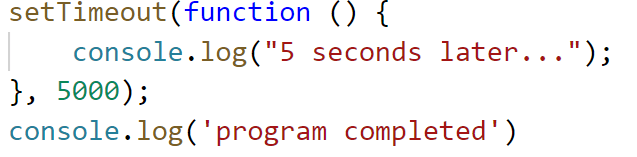 setTimeout(function () {
    console.log("5 seconds later...");
}, 5000);
console.log('program completed')